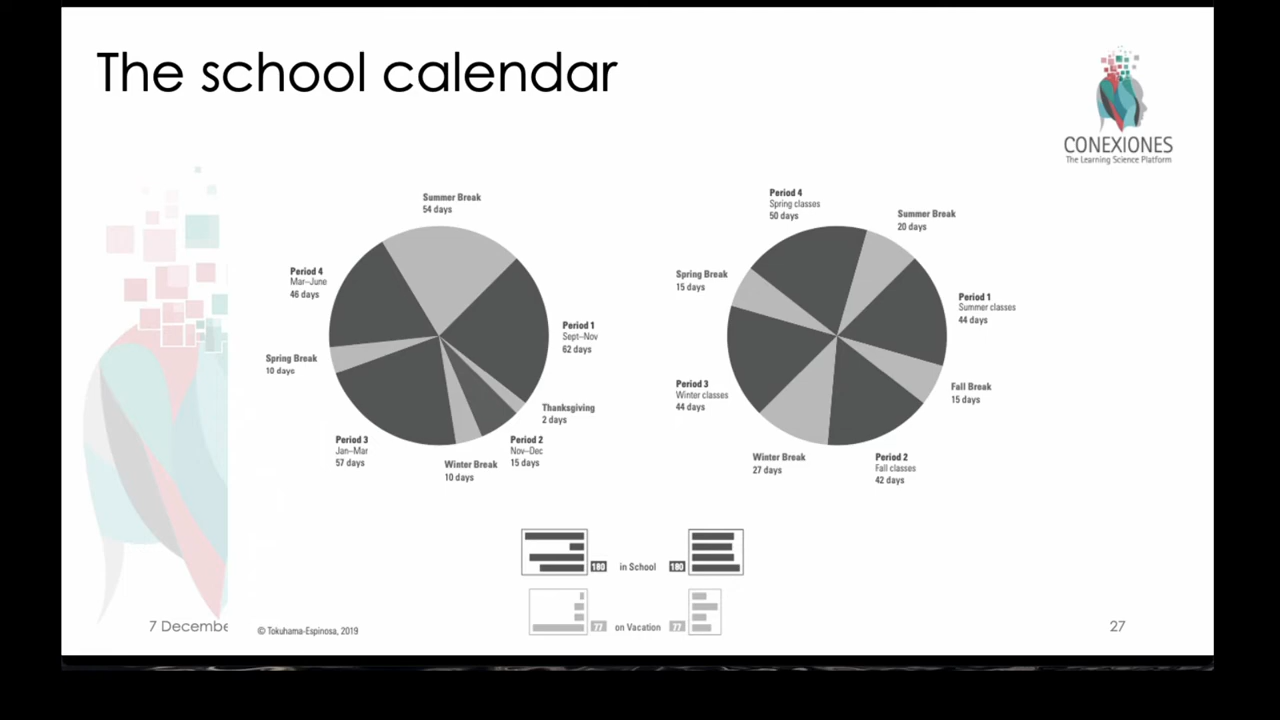 The school calendar
CONEXIONES
The Learning Science Platform
Summer Break
54 days
Period 4
Mar–June
46 days
Period 1
Sept–Nov
62 days
Spring Break
10 days
Thanksgiving
2 days
Period 3
Jan–Mar
57 days
Winter Break
10 days
Period 2
Nov–Dec
15 days
Period 4
Spring classes
50 days
Summer Break
20 days
Spring Break
15 days
Period 1
Summer classes
44 days
Period 3
Winter classes
44 days
Fall Break
15 days
Winter Break
27 days
Period 2
Fall classes
42 days
180 in School 180
77 on Vacation 77
7 Decembe
© Tokuhama-Espinosa, 2019
27